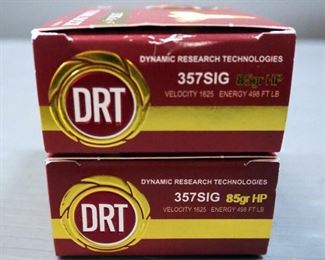 DRT
DYNAMIC RESEARCH TECHNOLOGIES
357SIG 85gr HP
VELOCITY 1625 ENERGY 498 FT LB
DRT
DYNAMIC RESEARCH TECHNOLOGIES
357SIG 85gr HP
VELOCITY 1625 ENERGY 498 FT LB